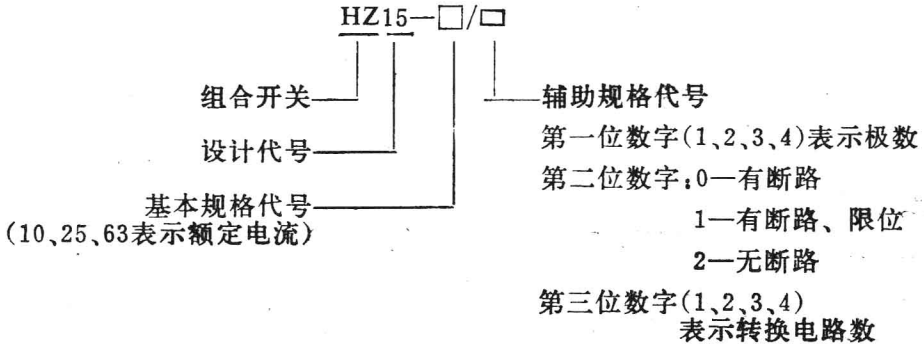 HZ15—□/□
组合开关
设计代号
基本规格代号
(10、25、63表示额定电流)
辅助规格代号
第一位数字(1、2、3、4)表示极数
第二位数字:0—有断路
1—有断路、限位
2—无断路
第三位数字(1、2、3、4)
表示转换电路数